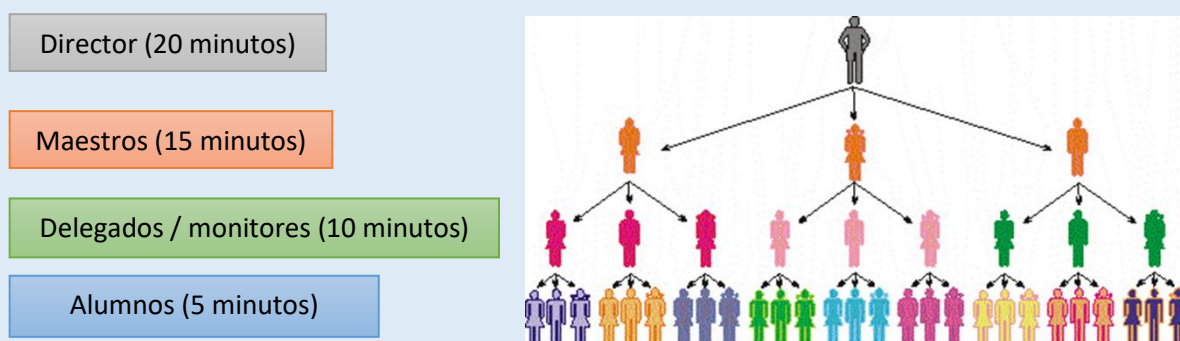 Director (20 minutos)
Maestros (15 minutos)
Delegados / monitores (10 minutos)
Alumnos (5 minutos)